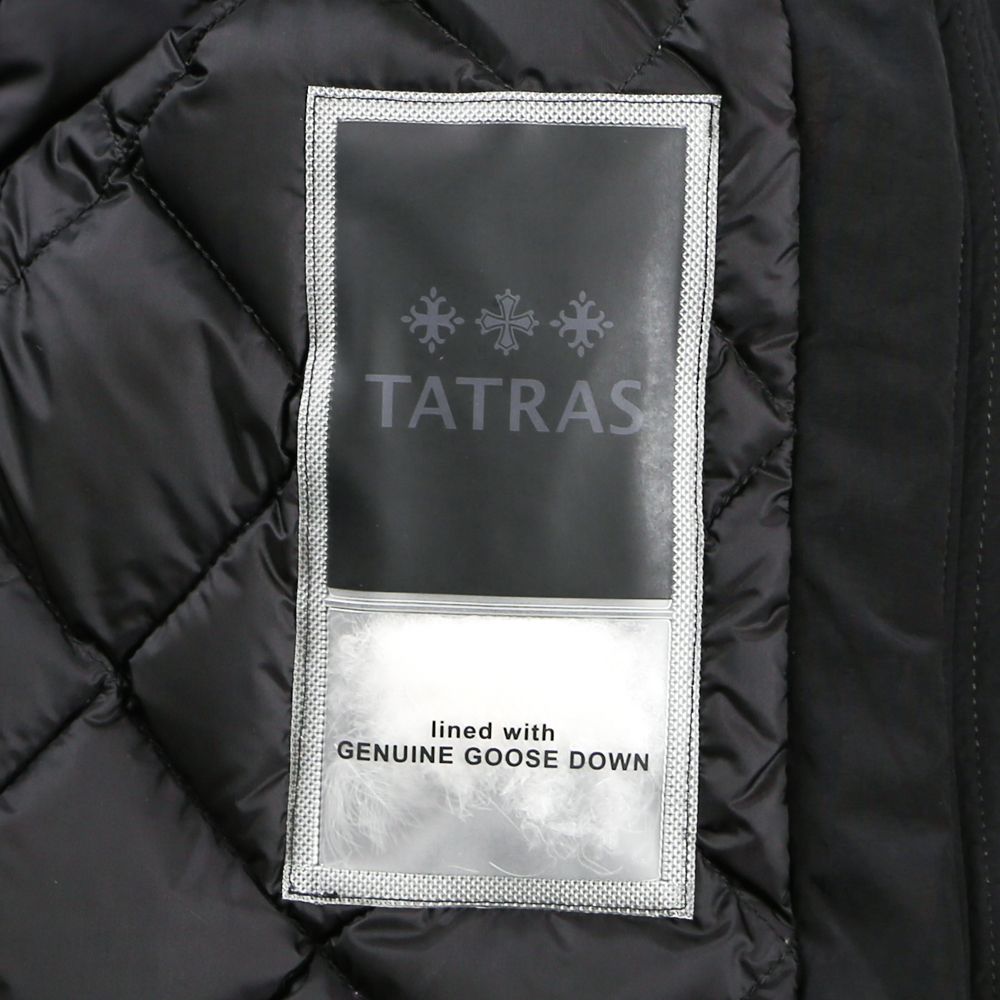 TATRAS
lined with
GENUINE GOOSE DOWN